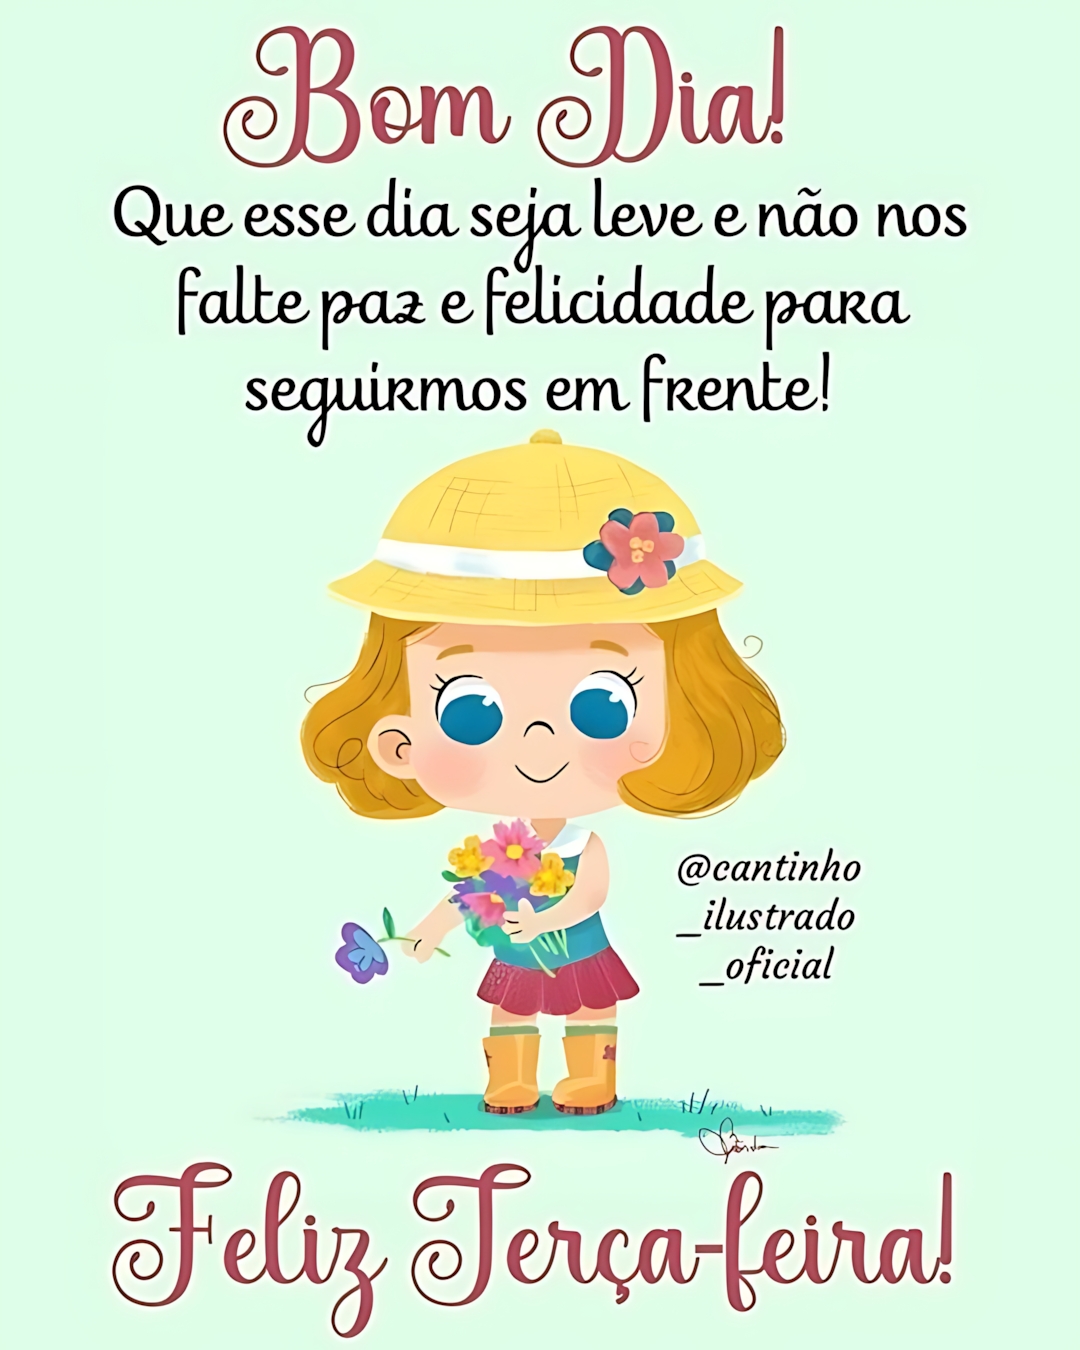 Bom Dia!
Que esse dia seja leve e não nos
falte paz e felicidade para
seguirmos em frente!
@cantinho
_ilustrado
_oficial
Feliz Terça-feira!